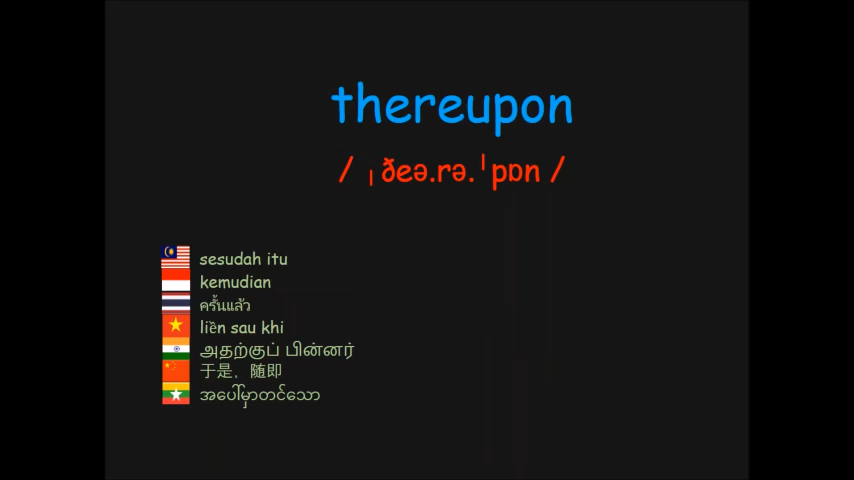 thereupon
/ ˌðeə.rə.ˈpɒn /
sesudah itu
kemudian
ครั้นแล้ว
liền sau khi
அதற்குப் பின்னர்
于是，随即
အပေါ်မှာတင်သော